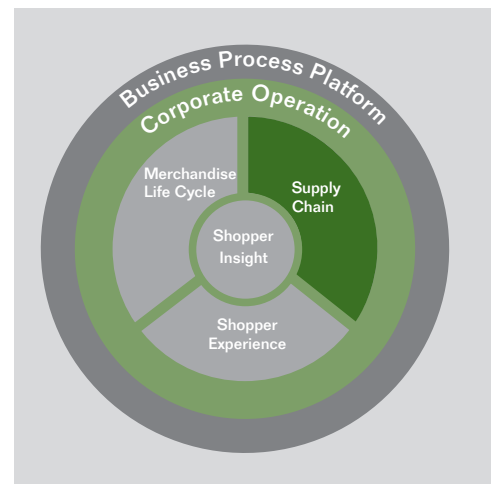 Business Process Platform
Corporate Operation
Merchandise
Life Cycle
Supply
Chain
Shopper
Insight
Shopper
Experience